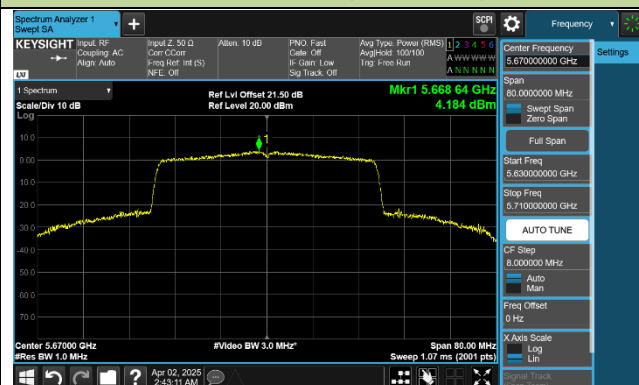 Spectrum Analyzer 1
Swept SA
+
SCPI
Frequency
KEYSIGHT
Input: RF
Coupling: AC
Align: Auto
Input Z: 50 Ω
Corr CCorr
Freq Ref: Int (S)
NFE: Off
Atten: 10 dB
PNO: Fast
Gate: Off
IF Gain: Low
Sig Track: Off
Avg Type: Power (RMS)
Avg|Hold: 100/100
Trig: Free Run
1 2 3 4 5 6
A W W W W W
A N N N N N
LXI
Center Frequency
5.670000000 GHz
Settings
Span
80.0000000 MHz
Swept Span
Zero Span
Full Span
Start Freq
5.630000000 GHz
Stop Freq
5.710000000 GHz
AUTO TUNE
CF Step
8.000000 MHz
Auto
Man
Freq Offset
0 Hz
X Axis Scale
Log
Lin
Signal Track
1 Spectrum
Scale/Div 10 dB
Log
Ref Lvl Offset 21.50 dB
Ref Level 20.00 dBm
Mkr1 5.668 64 GHz
4.184 dBm
1
10.0
0.00
-10.0
-20.0
-30.0
-40.0
-50.0
-60.0
-70.0
Center 5.67000 GHz
#Res BW 1.0 MHz
#Video BW 3.0 MHz*
Span 80.00 MHz
Sweep 1.07 ms (2001 pts)
?
Apr 02, 2025
2:43:11 AM